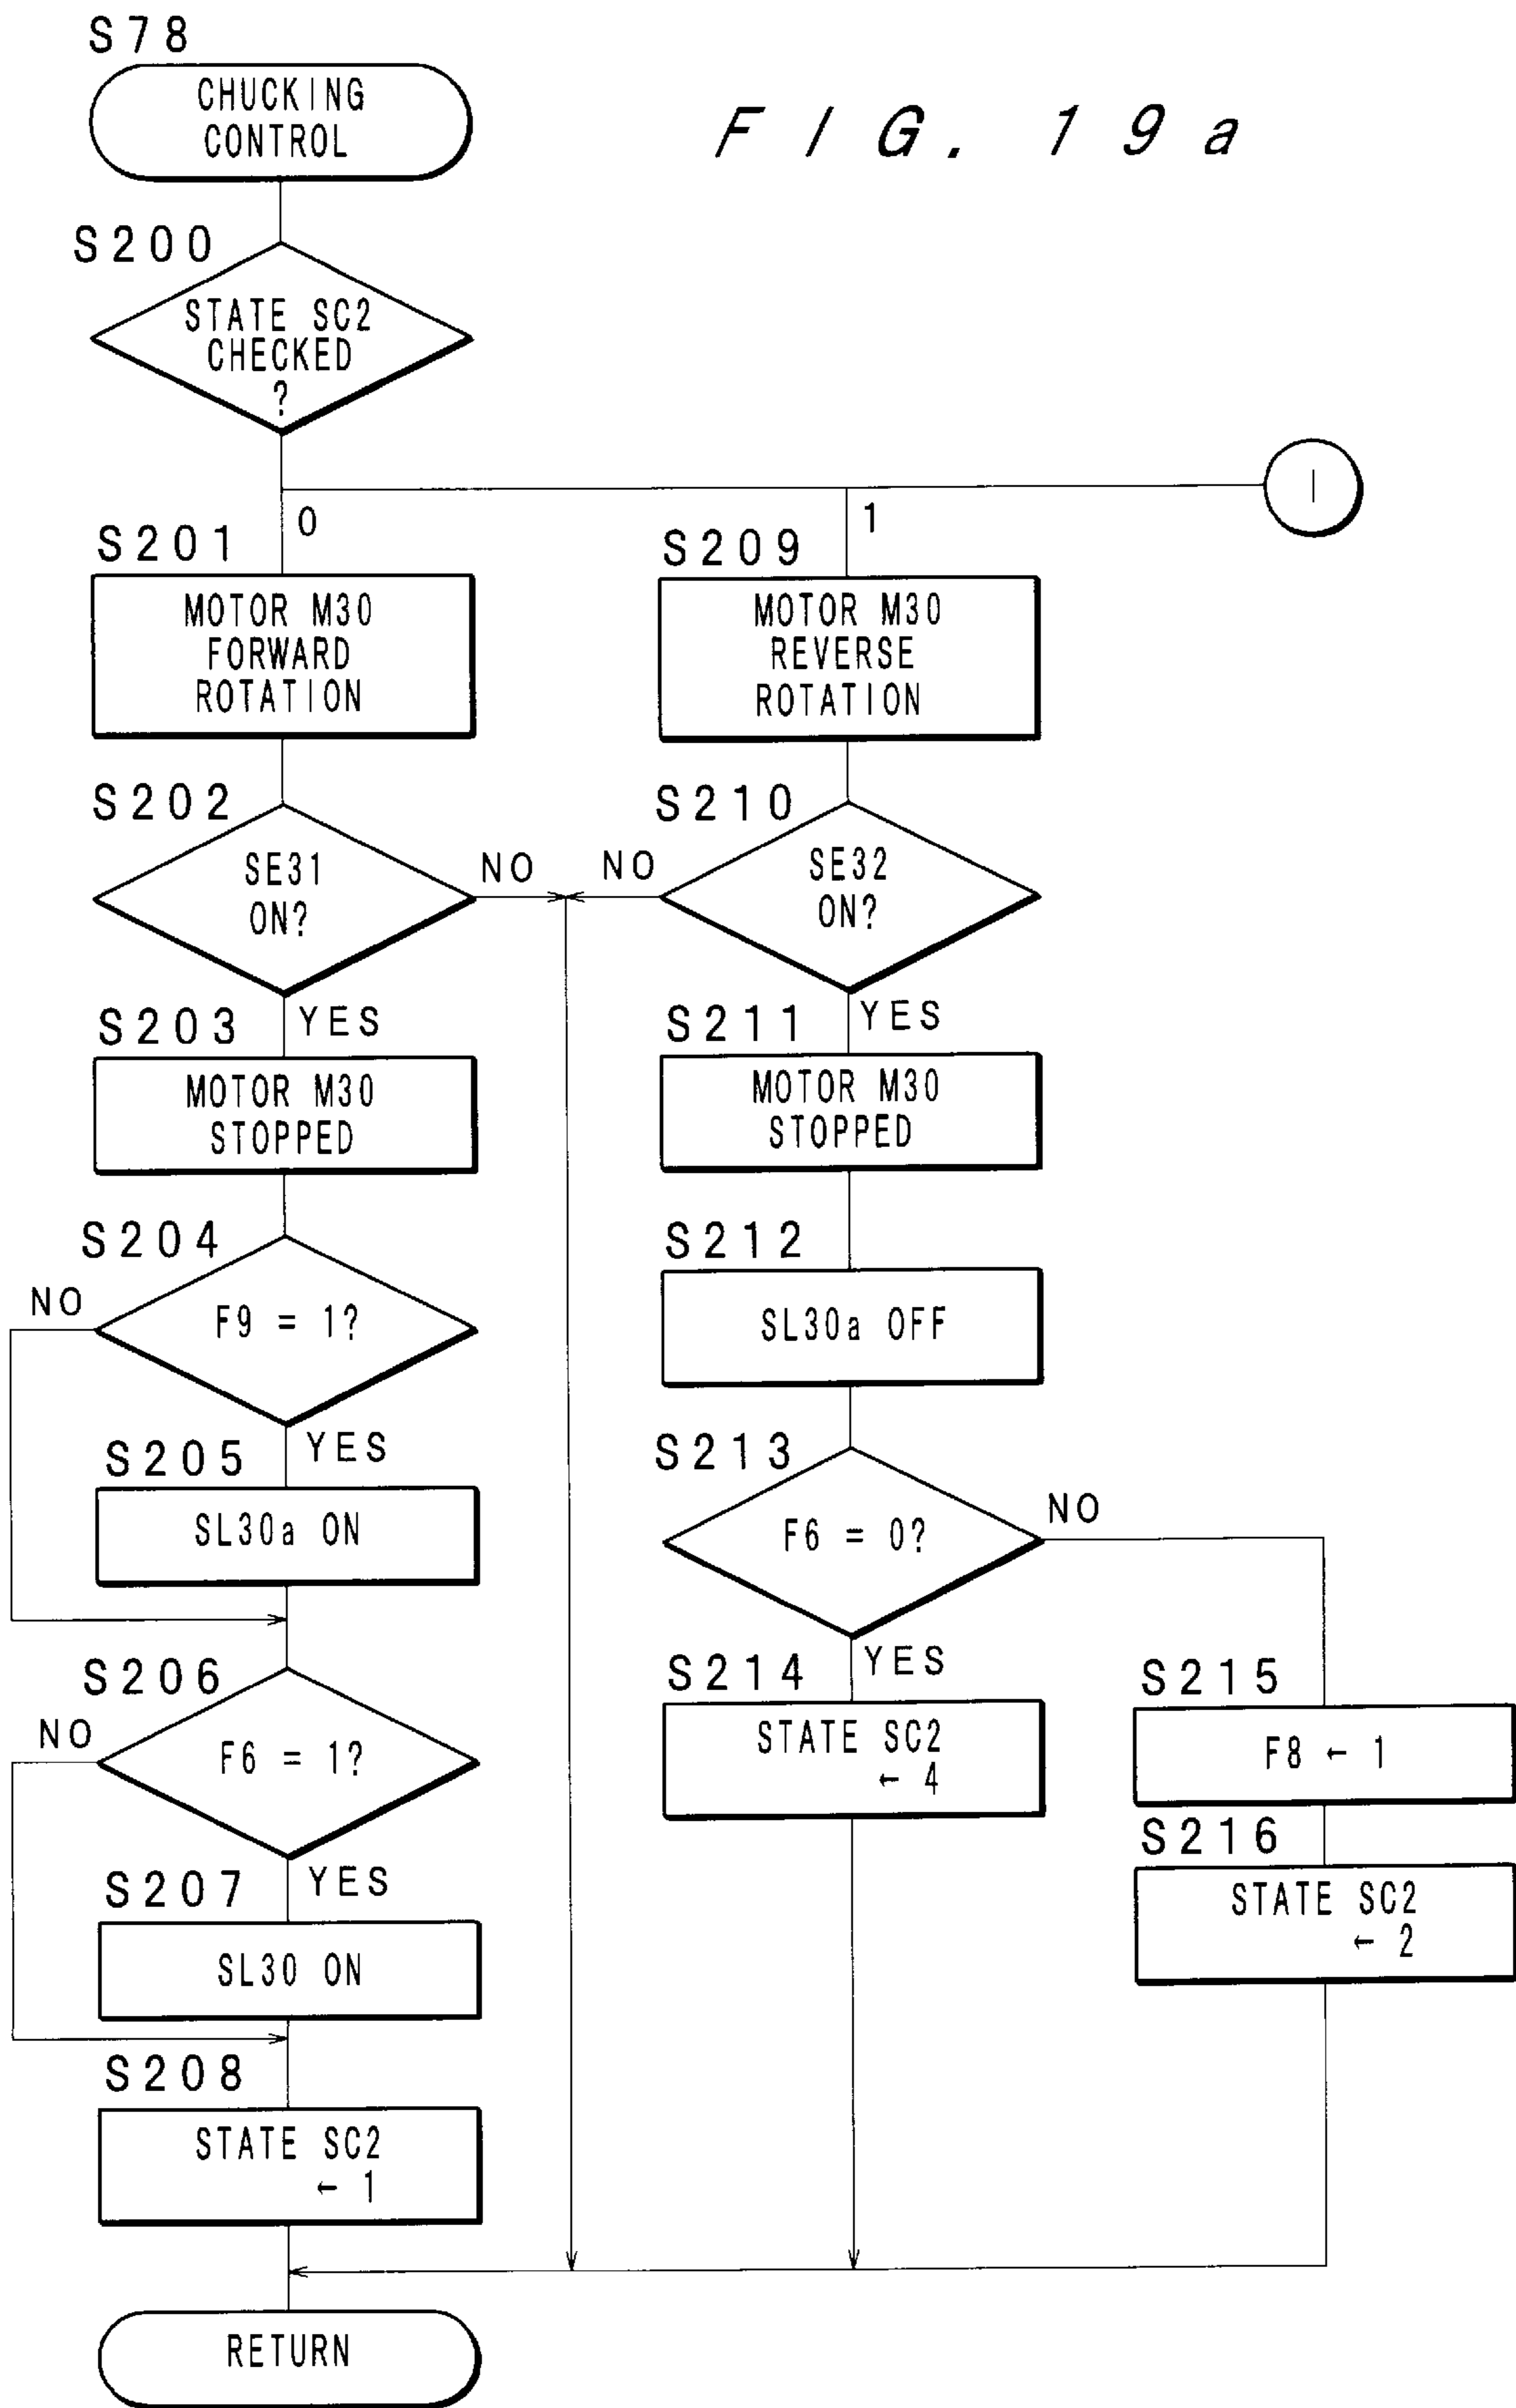 S78
CHUCKING
CONTROL
FIG. 19a
S200
STATE SC2
CHECKED
?
0
1
I
S201
MOTOR M30
FORWARD
ROTATION
S209
MOTOR M30
REVERSE
ROTATION
S202
SE31
ON?
NO
NO
S210
SE32
ON?
YES
YES
S203
MOTOR M30
STOPPED
S211
MOTOR M30
STOPPED
S204
NO
F9 = 1?
YES
S212
SL30a OFF
S205
SL30a ON
S213
F6 = 0?
NO
YES
S206
NO
F6 = 1?
YES
S214
STATE SC2
← 4
S215
F8 ← 1
S216
STATE SC2
← 2
S207
SL30 ON
S208
STATE SC2
← 1
RETURN